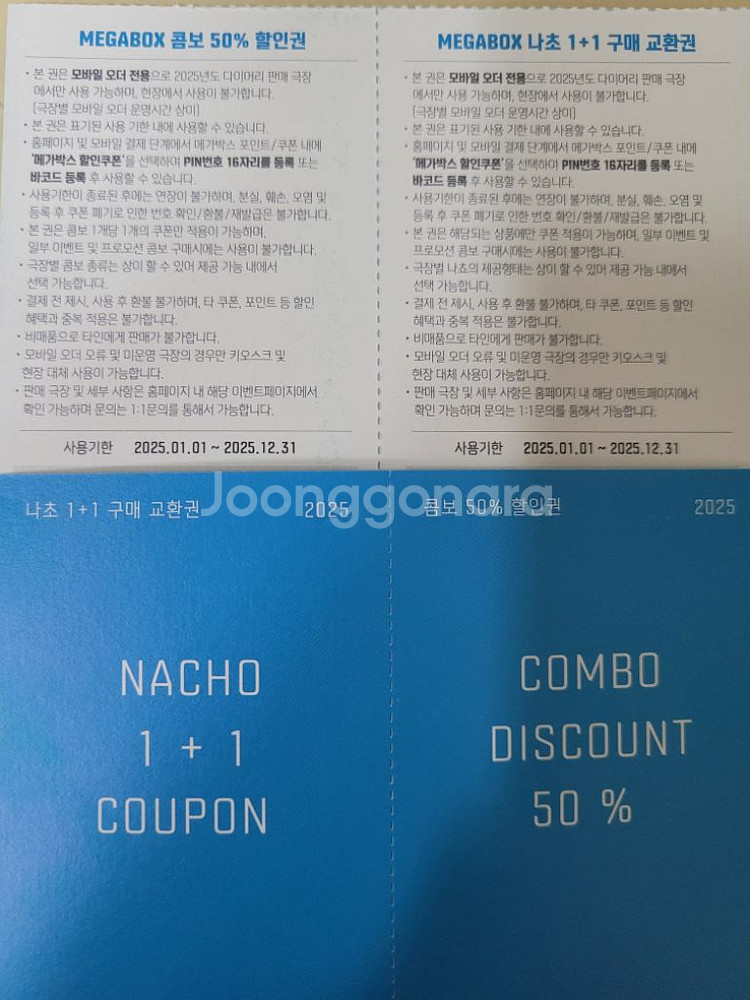 MEGABOX 콤보 50% 할인권
• 본 권은 모바일 오더 전용으로 2025년도 다이어리 판매 극장
에서만 사용 가능하며, 현장에서 사용이 불가합니다.
(극장별 모바일 오더 운영시간 상이)
• 본 권은 표기된 사용 기한 내에 사용할 수 있습니다.
• 홈페이지 및 모바일 결제 단계에서 메가박스 포인트/쿠폰 내에
'메가박스 할인쿠폰'을 선택하여 PIN번호 16자리를 등록 또는
바코드 등록 후 사용할 수 있습니다.
• 사용기한이 종료된 후에는 연장이 불가하며, 분실, 훼손, 오염 및
등록 후 쿠폰 폐기로 인한 번호 확인/환불/재발급은 불가합니다.
• 본 권은 콤보 1개당 1개의 쿠폰만 적용이 가능하며,
일부 이벤트 및 프로모션 콤보 구매시에는 사용이 불가합니다.
• 극장별 콤보 종류는 상이 할 수 있어 제공 가능 내에서
선택 가능합니다.
• 결제 전 제시, 사용 후 환불 불가하며, 타 쿠폰, 포인트 등 할인
혜택과 중복 적용은 불가합니다.
• 비매품으로 타인에게 판매가 불가합니다.
• 모바일 오더 오류 및 미운영 극장의 경우만 키오스크 및
현장 대체 사용이 가능합니다.
• 판매 극장 및 세부 사항은 홈페이지 내 해당 이벤트페이지에서
확인 가능하며 문의는 1:1문의를 통해서 가능합니다.
사용기한 2025.01.01 ~ 2025.12.31
MEGABOX 나초 1+1 구매 교환권
• 본 권은 모바일 오더 전용으로 2025년도 다이어리 판매 극장
에서만 사용 가능하며, 현장에서 사용이 불가합니다.
(극장별 모바일 오더 운영시간 상이)
• 본 권은 표기된 사용 기한 내에 사용할 수 있습니다.
• 홈페이지 및 모바일 결제 단계에서 메가박스 포인트/쿠폰 내에
'메가박스 할인쿠폰'을 선택하여 PIN번호 16자리를 등록 또는
바코드 등록 후 사용할 수 있습니다.
• 사용기한이 종료된 후에는 연장이 불가하며, 분실, 훼손, 오염 및
등록 후 쿠폰 폐기로 인한 번호 확인/환불/재발급은 불가합니다.
• 본 권은 해당되는 상품에만 쿠폰 적용이 가능하며, 일부 이벤트 및
프로모션 콤보 구매시에는 사용이 불가합니다.
• 극장별 나쵸의 제공형태는 상이 할 수 있어 제공 가능 내에서
선택 가능합니다.
• 결제 전 제시, 사용 후 환불 불가하며, 타 쿠폰, 포인트 등 할인
혜택과 중복 적용은 불가합니다.
• 비매품으로 타인에게 판매가 불가합니다.
• 모바일 오더 오류 및 미운영 극장의 경우만 키오스크 및
현장 대체 사용이 가능합니다.
• 판매 극장 및 세부 사항은 홈페이지 내 해당 이벤트페이지에서
확인 가능하며 문의는 1:1문의를 통해서 가능합니다.
사용기한 2025.01.01 ~ 2025.12.31
Joonggonara
나초 1+1 구매 교환권 2025
NACHO
1 + 1
COUPON
콤보 50% 할인권 2025
COMBO
DISCOUNT
50 %